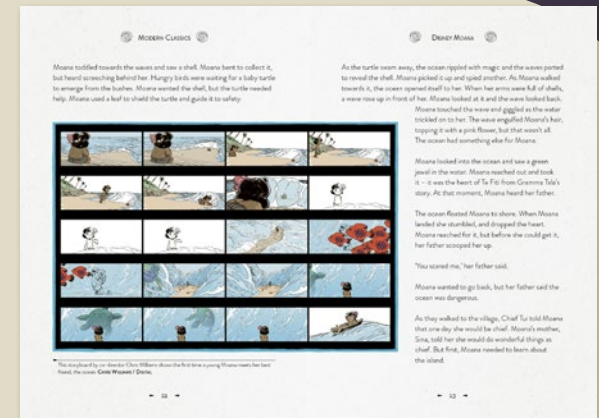 Modern Classics
Moana toddled towards the waves and saw a shell. Moana bent to collect it,
but heard screeching behind her. Hungry birds were waiting for a baby turtle
to emerge from the bushes. Moana wanted the shell, but the turtle needed
help. Moana used a leaf to shield the turtle and guide it to safety.
This storyboard by co-director Chris Williams shows the first time a young Moana meets her best
friend, the ocean. Chris Williams / Disney.
22
Disney Moana
As the turtle swam away, the ocean rippled with magic and the waves parted
to reveal the shell. Moana picked it up and spied another. As Moana walked
towards it, the ocean opened itself to her. When her arms were full of shells,
a wave rose up in front of her. Moana looked at it and the wave looked back.
Moana touched the wave and giggled as the water
trickled on to her. The wave engulfed Moana's hair,
topping it with a pink flower, but that wasn't all.
The ocean had something else for Moana.
Moana looked into the ocean and saw a green
jewel in the water. Moana reached out and took
it – it was the heart of Te Fiti from Gramma Tala's
story. At that moment, Moana heard her father.
The ocean floated Moana to shore. When Moana
landed she stumbled, and dropped the heart.
Moana reached for it, but before she could get it,
her father scooped her up.
'You scared me,' her father said.
Moana wanted to go back, but her father said the
ocean was dangerous.
As they walked to the village, Chief Tui told Moana
that one day she would be chief. Moana's mother,
Sina, told her she would do wonderful things as
chief. But first, Moana needed to learn about
the island.
23